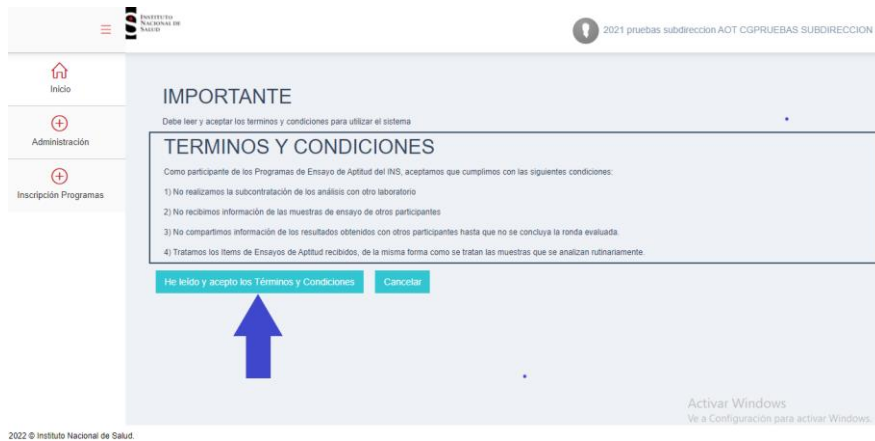 INSTITUTO
NACIONAL DE
SALUD
2021 pruebas subdireccion AOT CGPRUEBAS SUBDIRECCION
Inicio
Administración
Inscripción Programas
IMPORTANTE
Debe leer y aceptar los terminos y condiciones para utilizar el sistema
TERMINOS Y CONDICIONES
Como participante de los Programas de Ensayo de Aptitud del INS, aceptamos que cumplimos con las siguientes condiciones:
1) No realizamos la subcontratación de los análisis con otro laboratorio
2) No recibimos información de las muestras de ensayo de otros participantes
3) No compartimos información de los resultados obtenidos con otros participantes hasta que no se concluya la ronda evaluada.
4) Tratamos los Items de Ensayos de Aptitud recibidos, de la misma forma como se tratan las muestras que se analizan rutinariamente.
He leído y acepto los Términos y Condiciones Cancelar
Activar Windows
Ve a Configuración para activar Windows.
2022 © Instituto Nacional de Salud.